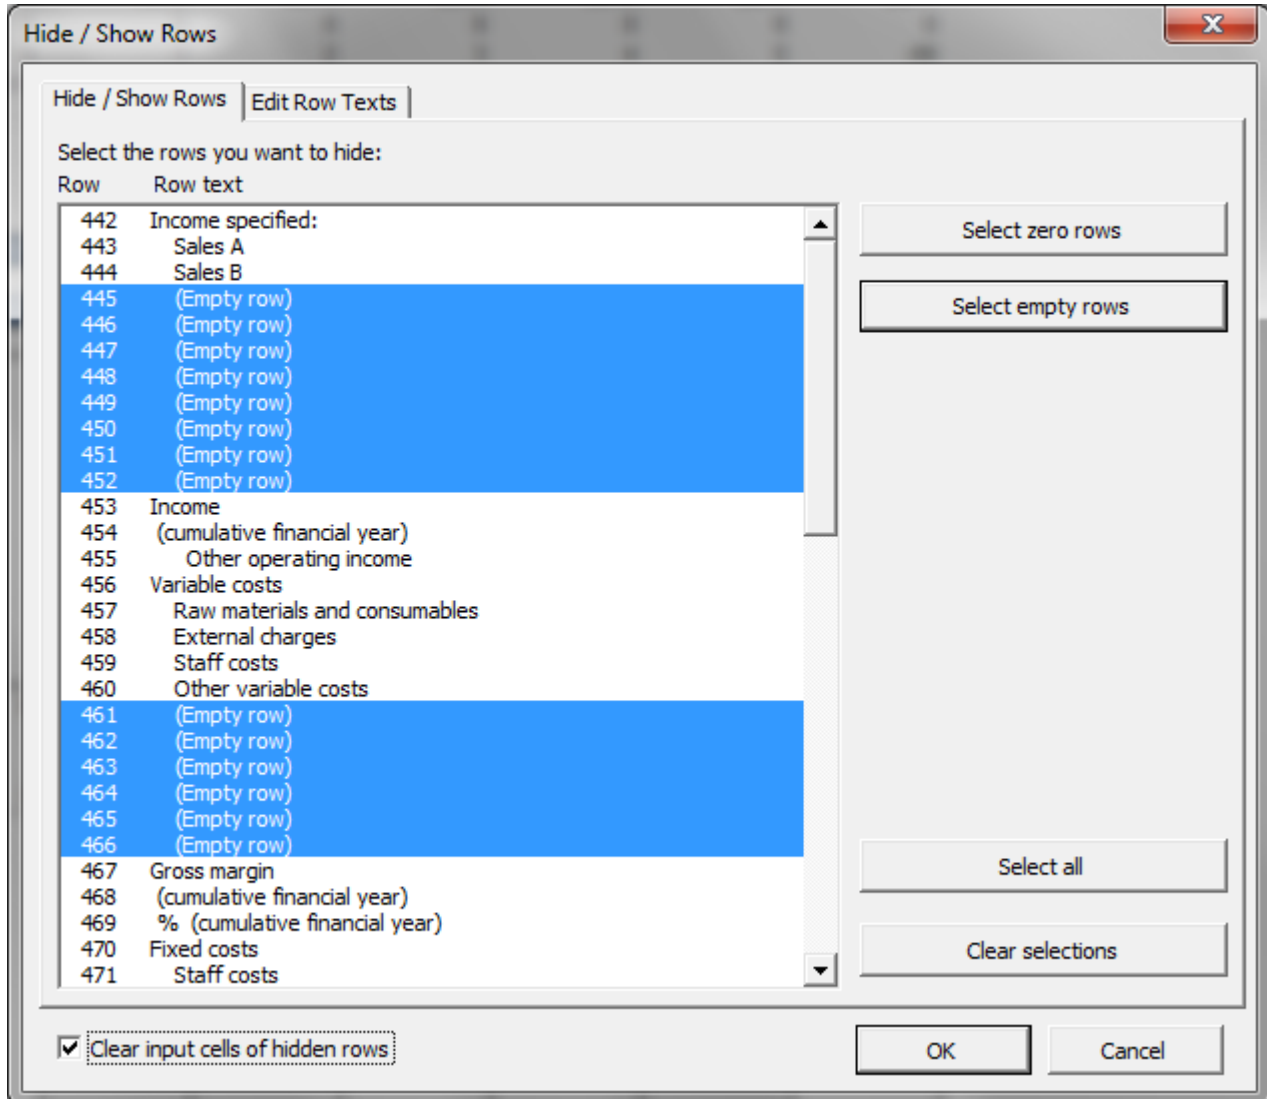 Hide / Show Rows
Hide / Show Rows Edit Row Texts
Select the rows you want to hide:
Row Row text
442 Income specified:
443 Sales A
444 Sales B
445 (Empty row)
446 (Empty row)
447 (Empty row)
448 (Empty row)
449 (Empty row)
450 (Empty row)
451 (Empty row)
452 (Empty row)
453 Income
454 (cumulative financial year)
455 Other operating income
456 Variable costs
457 Raw materials and consumables
458 External charges
459 Staff costs
460 Other variable costs
461 (Empty row)
462 (Empty row)
463 (Empty row)
464 (Empty row)
465 (Empty row)
466 (Empty row)
467 Gross margin
468 (cumulative financial year)
469 % (cumulative financial year)
470 Fixed costs
471 Staff costs
Select zero rows
Select empty rows
Select all
Clear selections
Clear input cells of hidden rows
OK Cancel